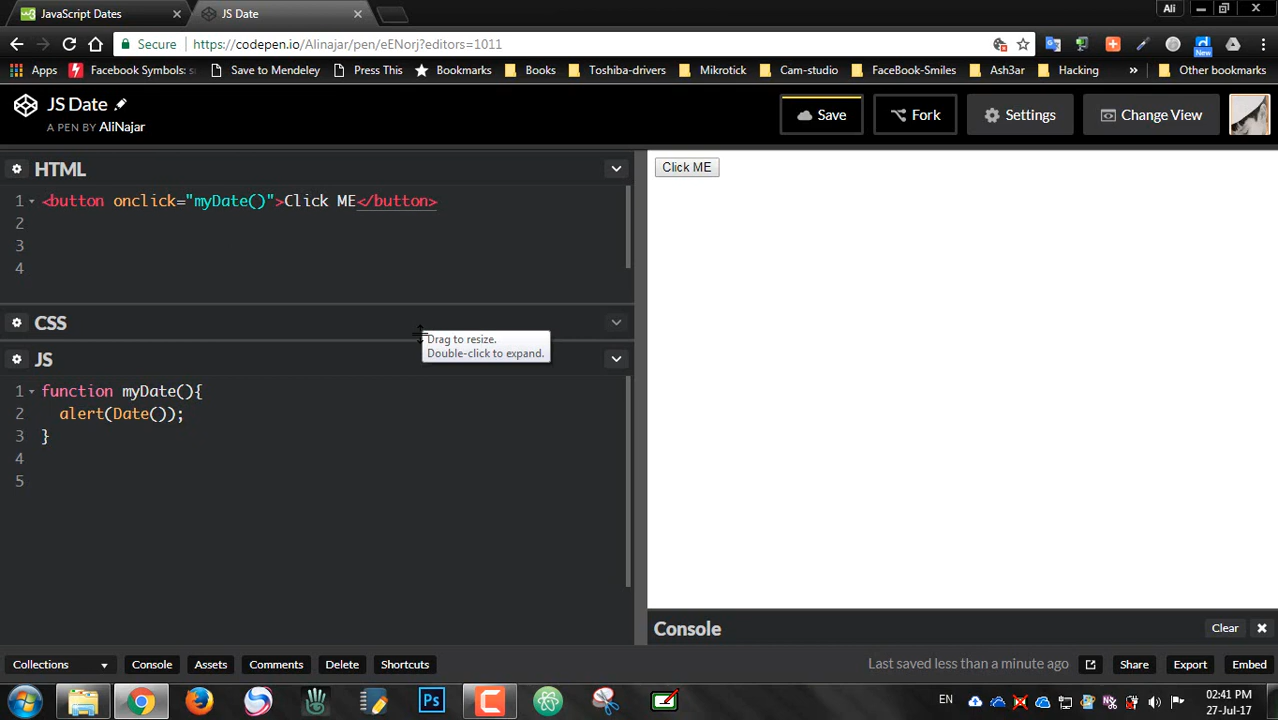 JavaScript Dates
JS Date
Ali
Secure
https://codepen.io/Alinajar/pen/eENorj?editors=1011
New
Apps
Facebook Symbols: s
Save to Mendeley
Press This
Bookmarks
Books
Toshiba-drivers
Mikrotick
Cam-studio
FaceBook-Smiles
Ash3ar
Hacking
»
Other bookmarks
JS Date
A PEN BY AliNajar
Save
Fork
Settings
Change View
HTML
1 <button onclick="myDate()">Click ME</button>
2
3
4
CSS
Drag to resize.
Double-click to expand.
JS
1 function myDate(){
2 alert(Date());
3 }
4
5
Click ME
Console
Clear
Collections
Console
Assets
Comments
Delete
Shortcuts
Last saved less than a minute ago
Share
Export
Embed
Ps
EN
02:41 PM
27-Jul-17